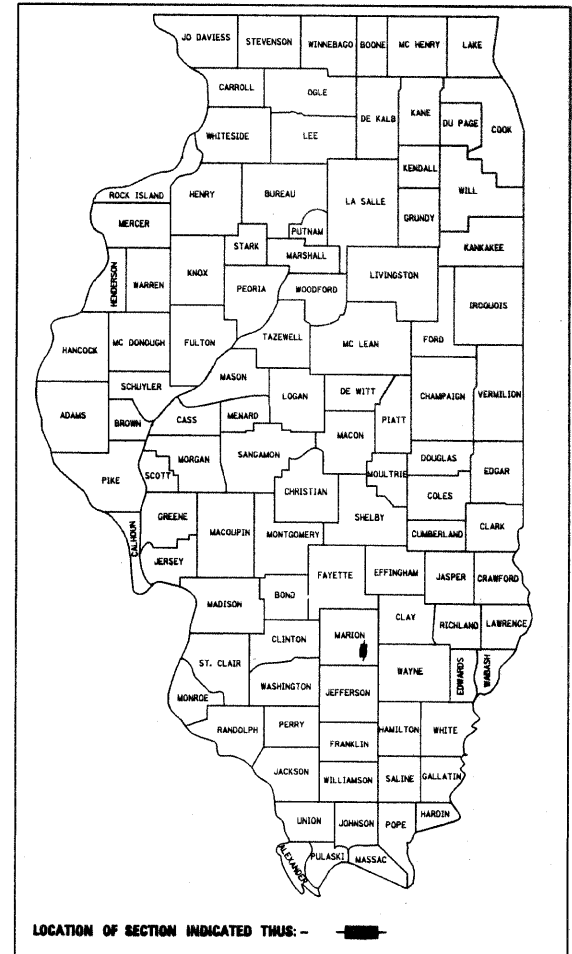 JO DAVIESS STEVENSON WINNEBAGO BOONE MC HENRY LAKE
CARROLL OGLE DE KALB KANE DU PAGE COOK
WHITESIDE LEE
KENDALL WILL
ROCK ISLAND HENRY BUREAU LA SALLE GRUNDY
MERCER PUTNAM
STARK MARSHALL KANKAKEE
HENDERSON WARREN KNOX PEORIA WOODFORD LIVINGSTON IROQUOIS
HANCOCK MC DONOUGH FULTON TAZEWELL MC LEAN FORD
SCHUYLER MASON
ADAMS BROWN CASS MENARD LOGAN DE WITT PIATT CHAMPAIGN VERMILION
MACON
PIKE SCOTT MORGAN SANGAMON MOULTRIE DOUGLAS EDGAR
CHRISTIAN COLES
CALHOUN GREENE MACOUPIN MONTGOMERY SHELBY CUMBERLAND CLARK
JERSEY FAYETTE EFFINGHAM JASPER CRAWFORD
MADISON BOND
CLINTON MARION CLAY RICHLAND LAWRENCE
ST. CLAIR WAYNE EDWARDS WABASH
MONROE WASHINGTON JEFFERSON
RANDOLPH PERRY HAMILTON WHITE
FRANKLIN
JACKSON WILLIAMSON SALINE GALLATIN
UNION JOHNSON POPE HARDIN
ALEXANDER PULASKI MASSAC
LOCATION OF SECTION INDICATED THUS: -